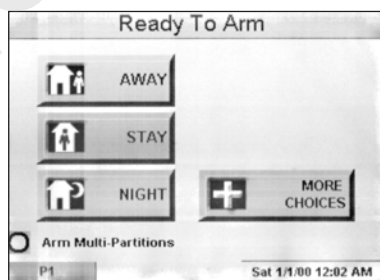 Ready To Arm
AWAY
STAY
NIGHT
MORE
CHOICES
Arm Multi-Partitions
P1
Sat 1/1/00 12:02 AM